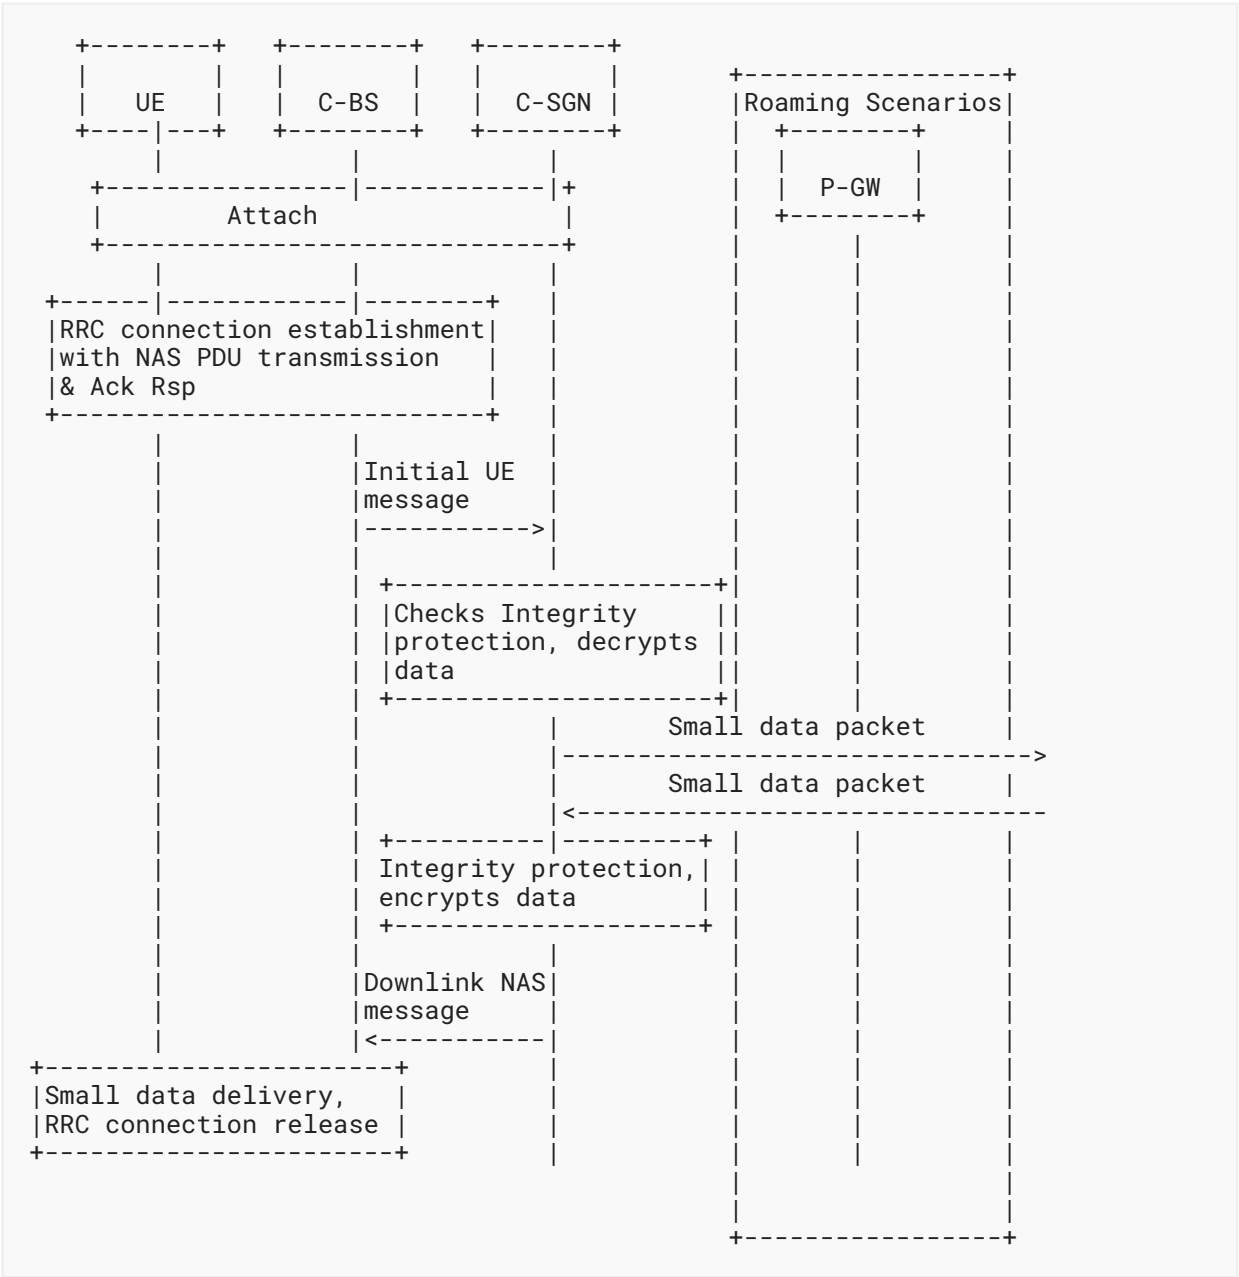 UE C-BS C-SGN
Roaming Scenarios
P-GW
Attach
RRC connection establishment
with NAS PDU transmission
& Ack Rsp
Initial UE
message
Checks Integrity
protection, decrypts
data
Small data packet
Small data packet
Integrity protection,
encrypts data
Downlink NAS
message
Small data delivery,
RRC connection release